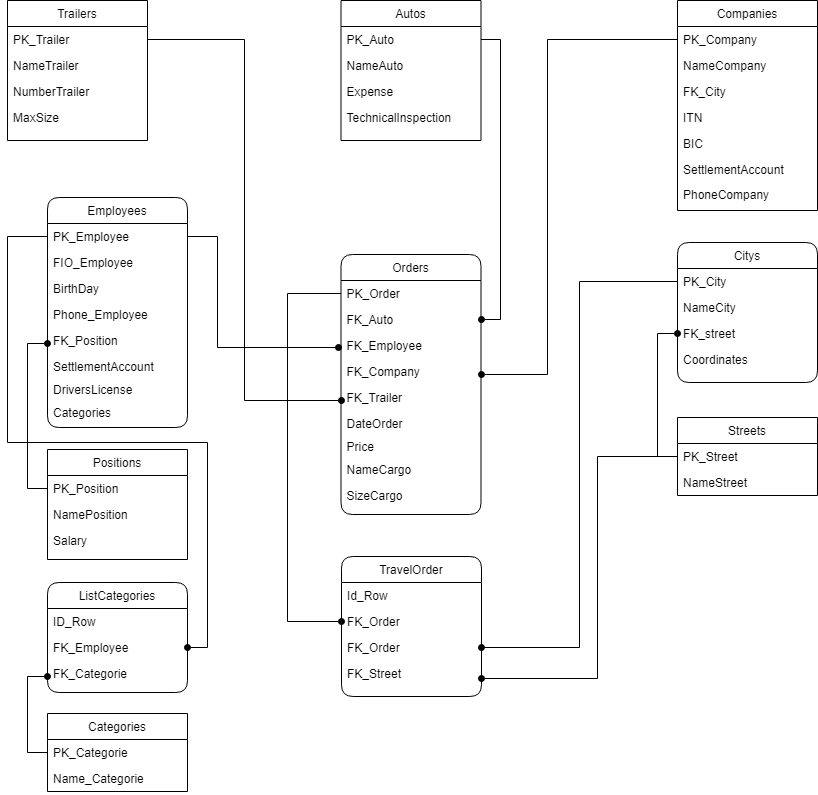 Trailers
PK_Trailer
NameTrailer
NumberTrailer
MaxSize
Autos
PK_Auto
NameAuto
Expense
TechnicalInspection
Companies
PK_Company
NameCompany
FK_City
ITN
BIC
SettlementAccount
PhoneCompany
Employees
PK_Employee
FIO_Employee
BirthDay
Phone_Employee
FK_Position
SettlementAccount
DriversLicense
Categories
Orders
PK_Order
FK_Auto
FK_Employee
FK_Company
FK_Trailer
DateOrder
Price
NameCargo
SizeCargo
Citys
PK_City
NameCity
FK_street
Coordinates
Streets
PK_Street
NameStreet
Positions
PK_Position
NamePosition
Salary
TravelOrder
Id_Row
FK_Order
FK_Order
FK_Street
ListCategories
ID_Row
FK_Employee
FK_Categorie
Categories
PK_Categorie
Name_Categorie